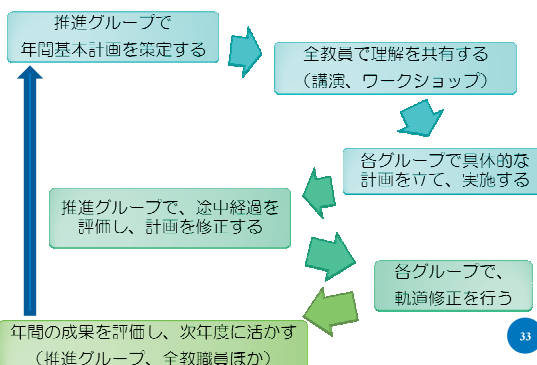 推進グループで
年間基本計画を策定する
全教員で理解を共有する
（講演、ワークショップ）
各グループで具体的な
計画を立て、実施する
推進グループで、途中経過を
評価し、計画を修正する
各グループで、
軌道修正を行う
年間の成果を評価し、次年度に活かす
（推進グループ、全教職員ほか）
33